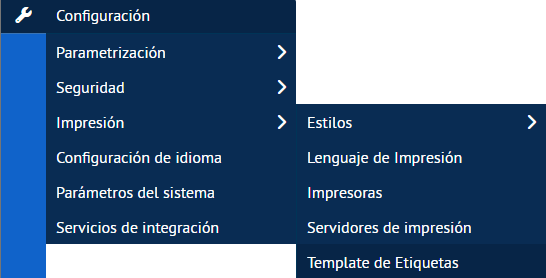 Configuración
Parametrización
Seguridad
Impresión
Configuración de idioma
Parámetros del sistema
Servicios de integración
Estilos
Lenguaje de Impresión
Impresoras
Servidores de impresión
Template de Etiquetas